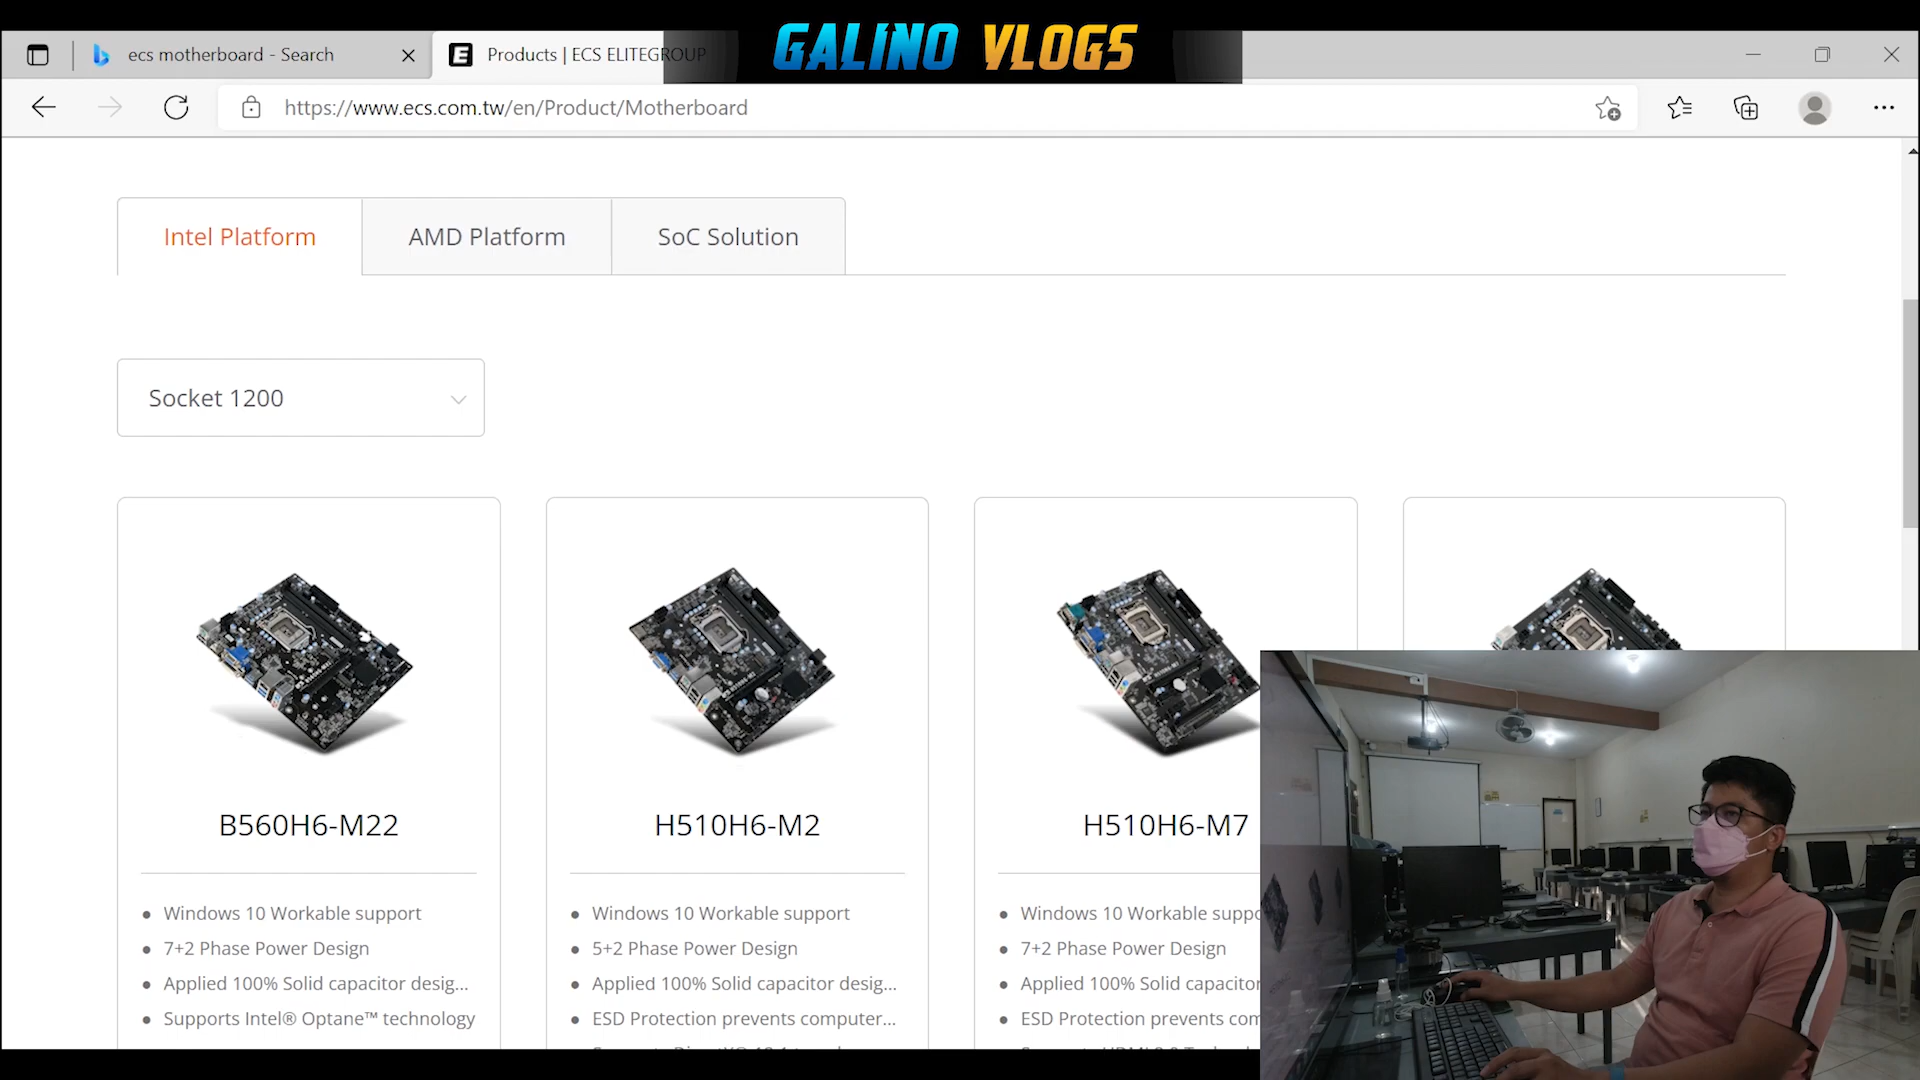 GALINO VLOGS
ecs motherboard - Search
Products | ECS ELITEGROUP
https://www.ecs.com.tw/en/Product/Motherboard
Intel Platform
AMD Platform
SoC Solution
Socket 1200
B560H6-M22
H510H6-M2
H510H6-M7
Windows 10 Workable support
7+2 Phase Power Design
Applied 100% Solid capacitor desig...
Supports Intel® Optane™ technology
Windows 10 Workable support
5+2 Phase Power Design
Applied 100% Solid capacitor desig...
ESD Protection prevents computer...
Windows 10 Workable suppo
7+2 Phase Power Design
Applied 100% Solid capacitor
ESD Protection prevents com